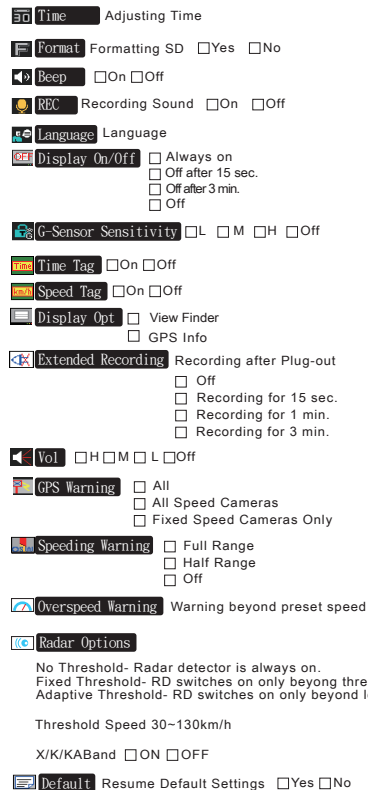 30 Time Adjusting Time
F Format Formatting SD □Yes □No
Beep □On □Off
REC Recording Sound □On □Off
Language Language
OFF Display On/Off □ Always on
□ Off after 15 sec.
□ Off after 3 min.
□ Off
G-Sensor Sensitivity □L □M □H □Off
Time Time Tag □On □Off
km/h Speed Tag □On □Off
Display Opt □ View Finder
□ GPS Info
Extended Recording Recording after Plug-out
□ Off
□ Recording for 15 sec.
□ Recording for 1 min.
□ Recording for 3 min.
Vol □H □M □L □Off
GPS Warning □ All
□ All Speed Cameras
□ Fixed Speed Cameras Only
Speeding Warning □ Full Range
□ Half Range
□ Off
Overspeed Warning Warning beyond preset speed
Radar Options
No Threshold- Radar detector is always on.
Fixed Threshold- RD switches on only beyong thre
Adaptive Threshold- RD switches on only beyond l
Threshold Speed 30~130km/h
X/K/KABand □ON □OFF
Default Resume Default Settings □Yes □No